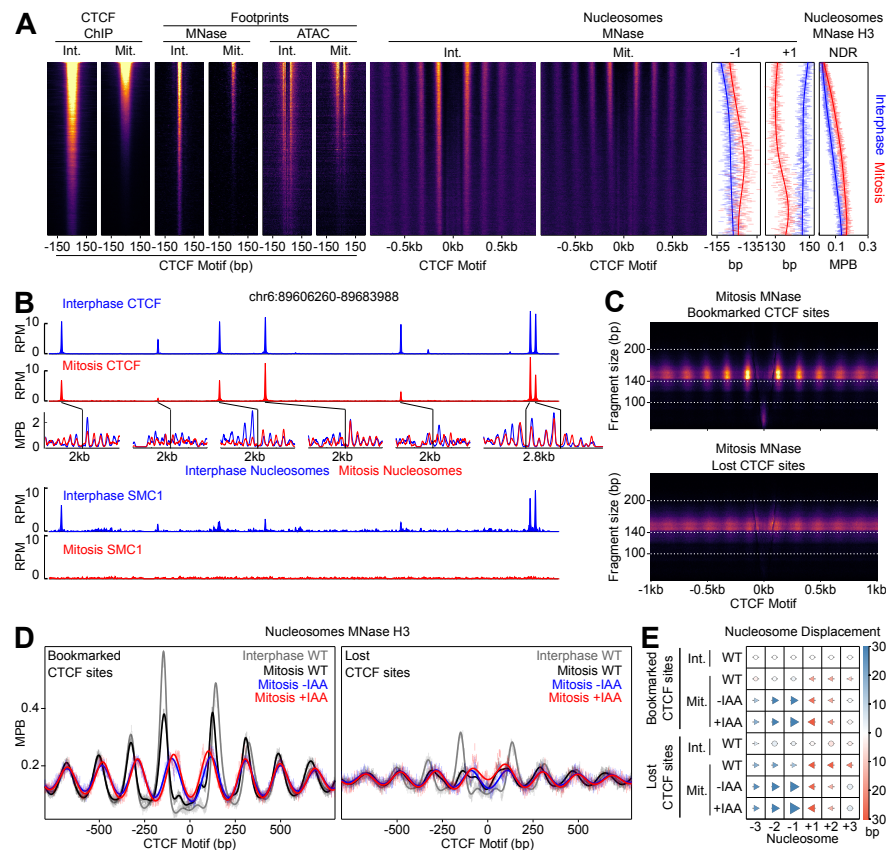 A
CTCF
ChIP
Footprints
MNase
ATAC
Nucleosomes
MNase
Nucleosomes
MNase H3
Int.
Mit.
Int.
Mit.
Int.
Mit.
Int.
Mit.
-1
+1
NDR
Interphase
Mitosis
-150
150
-150
150
-150
150
-150
150
-150
150
-150
150
CTCF Motif (bp)
-0.5kb
0kb
0.5kb
CTCF Motif
-0.5kb
0kb
0.5kb
CTCF Motif
-155
-135
bp
130
150
bp
0.1
0.3
MPB
B
chr6:89606260-89683988
Interphase CTCF
RPM
10
0
Mitosis CTCF
RPM
10
0
MPB
2
0
2kb
2kb
2kb
2kb
2kb
2.8kb
Interphase Nucleosomes
Mitosis Nucleosomes
Interphase SMC1
RPM
10
0
Mitosis SMC1
RPM
10
0
C
Mitosis MNase
Bookmarked CTCF sites
Fragment size (bp)
200
140
100
Mitosis MNase
Lost CTCF sites
Fragment size (bp)
200
140
100
-1kb
-0.5kb
0kb
0.5kb
1kb
CTCF Motif
D
Nucleosomes MNase H3
MPB
0.4
0.2
Bookmarked
CTCF sites
Interphase WT
Mitosis WT
Mitosis -IAA
Mitosis +IAA
-500
0
500
CTCF Motif (bp)
Lost
CTCF sites
Interphase WT
Mitosis WT
Mitosis -IAA
Mitosis +IAA
-500
0
500
CTCF Motif (bp)
E
Nucleosome Displacement
Bookmarked
CTCF sites
Int.
WT
Mit.
WT
-IAA
+IAA
Lost
CTCF sites
Int.
WT
Mit.
WT
-IAA
+IAA
-3
-2
-1
+1
+2
+3
Nucleosome
30
20
10
0
10
20
30
bp